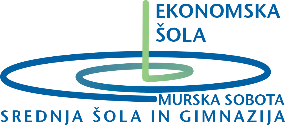 EKONOMSKA
ŠOLA
MURSKA SOBOTA
SREDNJA ŠOLA IN GIMNAZIJA